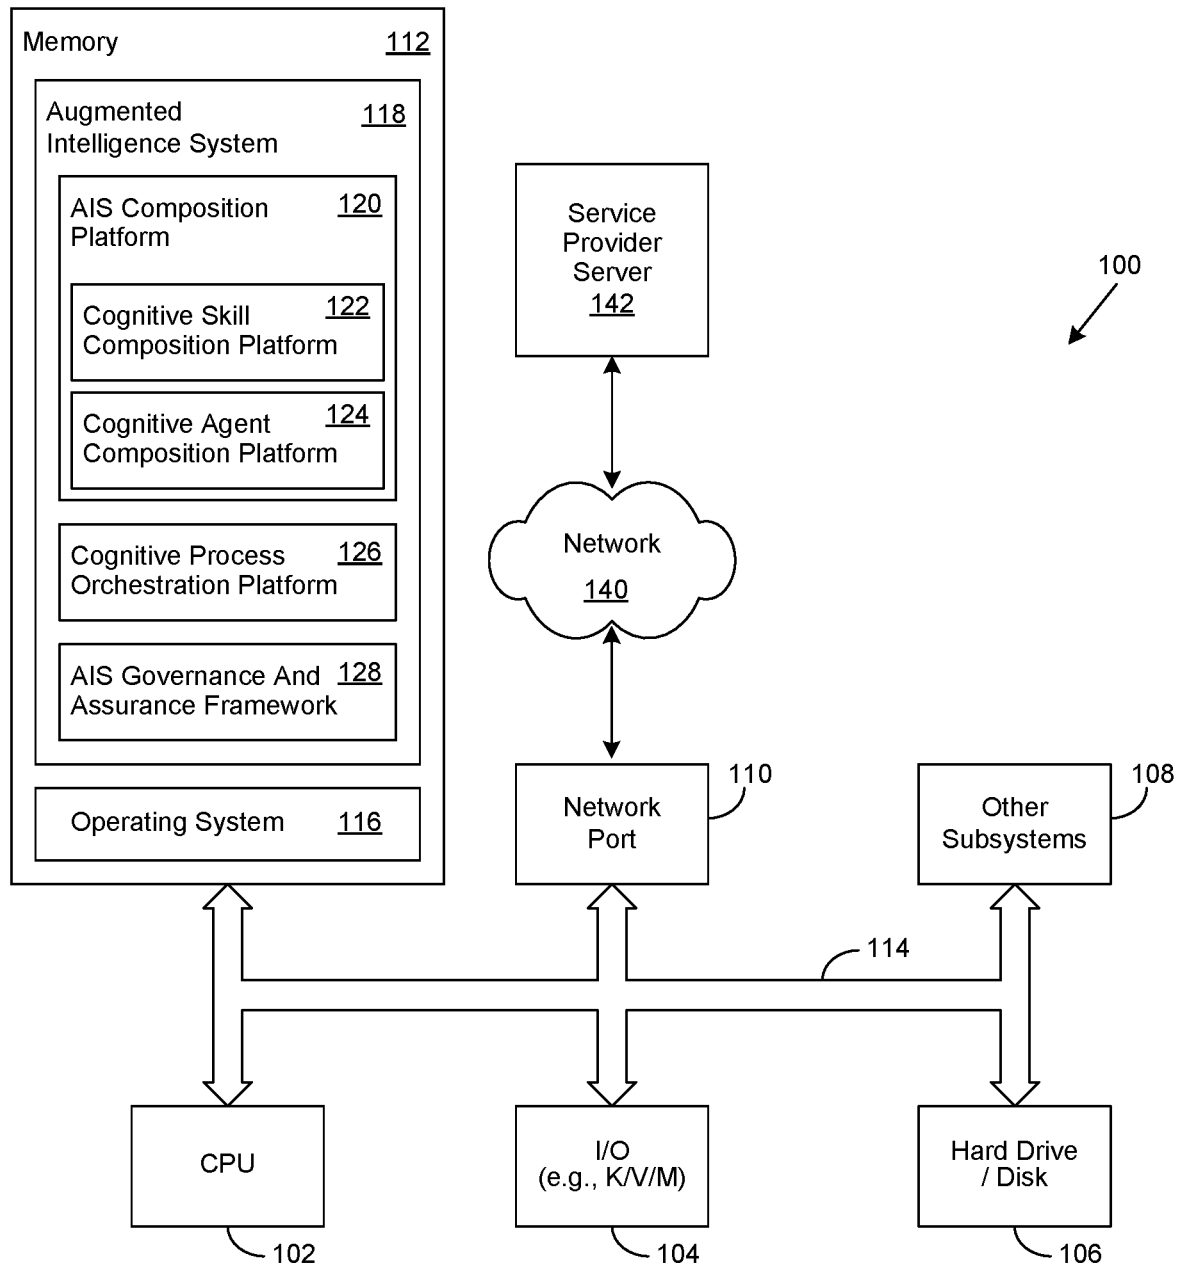 Memory 112
Augmented 118
Intelligence System
AIS Composition 120
Platform
Cognitive Skill 122
Composition Platform
Cognitive Agent 124
Composition Platform
Cognitive Process 126
Orchestration Platform
AIS Governance And 128
Assurance Framework
Operating System 116
Service
Provider
Server
142
100
Network
140
Network
Port
110
Other
Subsystems
108
114
CPU
102
I/O
(e.g., K/V/M)
104
Hard Drive
/ Disk
106